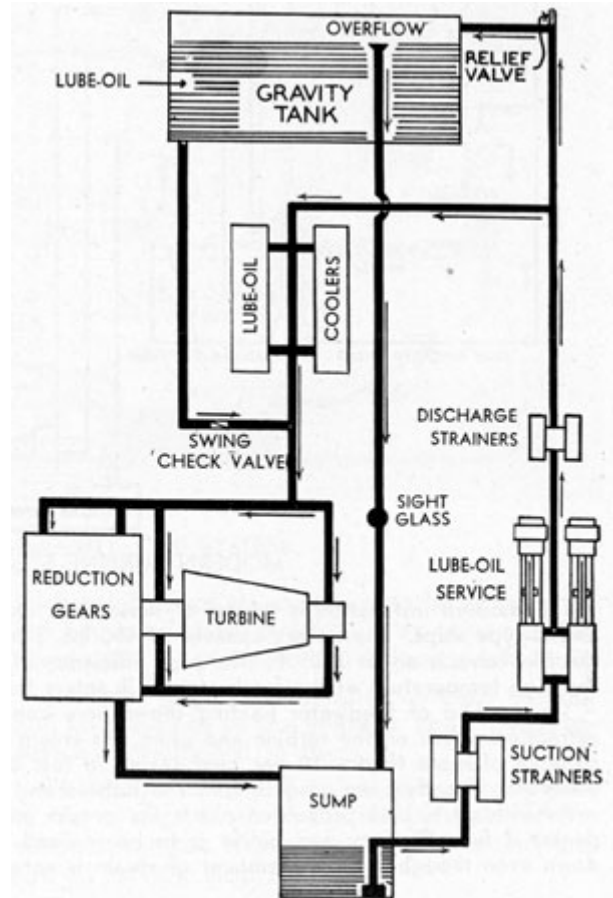 OVERFLOW
RELIEF
VALVE
LUBE-OIL
GRAVITY
TANK
LUBE-OIL
COOLERS
DISCHARGE
STRAINERS
SWING
CHECK VALVE
SIGHT
GLASS
LUBE-OIL
SERVICE
REDUCTION
GEARS
TURBINE
SUCTION
STRAINERS
SUMP